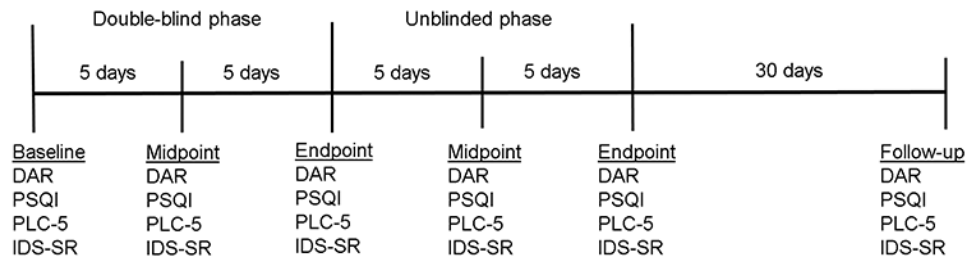 Double-blind phase Unblinded phase
5 days 5 days 5 days 5 days 30 days
Baseline Midpoint Endpoint Midpoint Endpoint Follow-up
DAR DAR DAR DAR DAR DAR
PSQI PSQI PSQI PSQI PSQI PSQI
PLC-5 PLC-5 PLC-5 PLC-5 PLC-5 PLC-5
IDS-SR IDS-SR IDS-SR IDS-SR IDS-SR IDS-SR